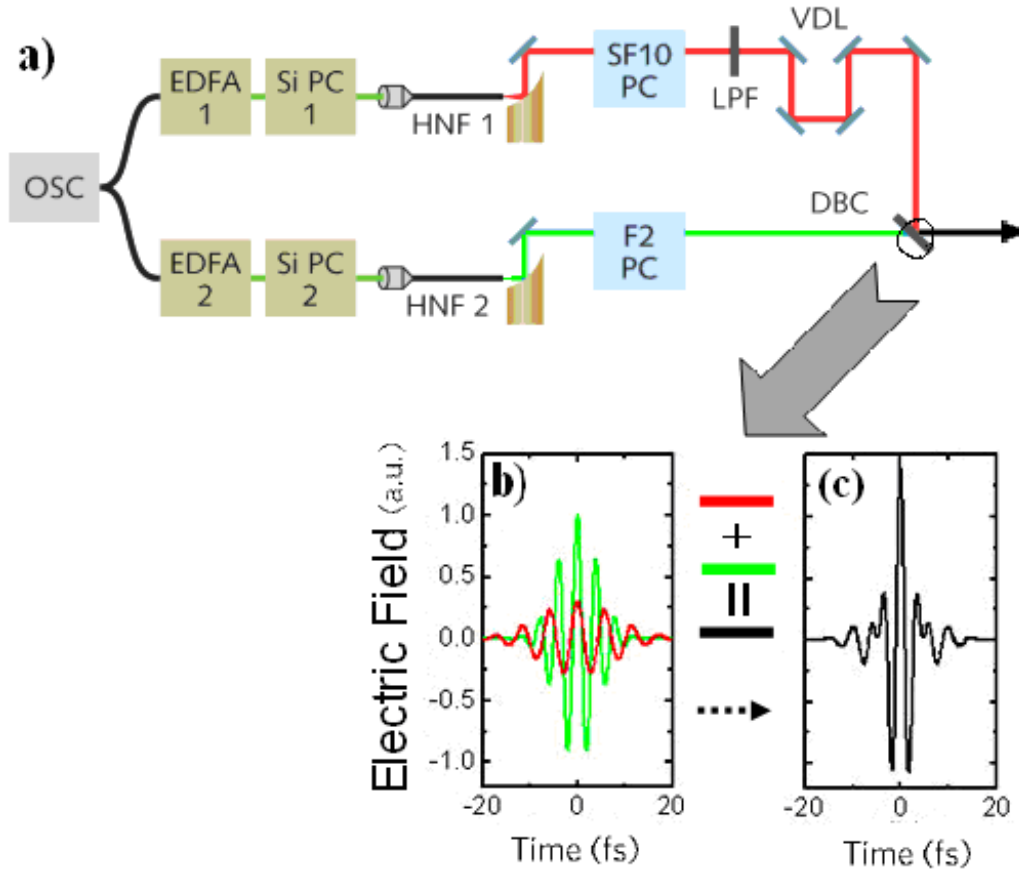 a)
OSC
EDFA
1
Si PC
1
HNF 1
SF10
PC
LPF
VDL
EDFA
2
Si PC
2
HNF 2
F2
PC
DBC
b)
Electric Field (a.u.)
1.5
1.0
0.5
0.0
-0.5
-1.0
-20
0
20
Time (fs)
+
=
(c)
-20
0
20
Time (fs)